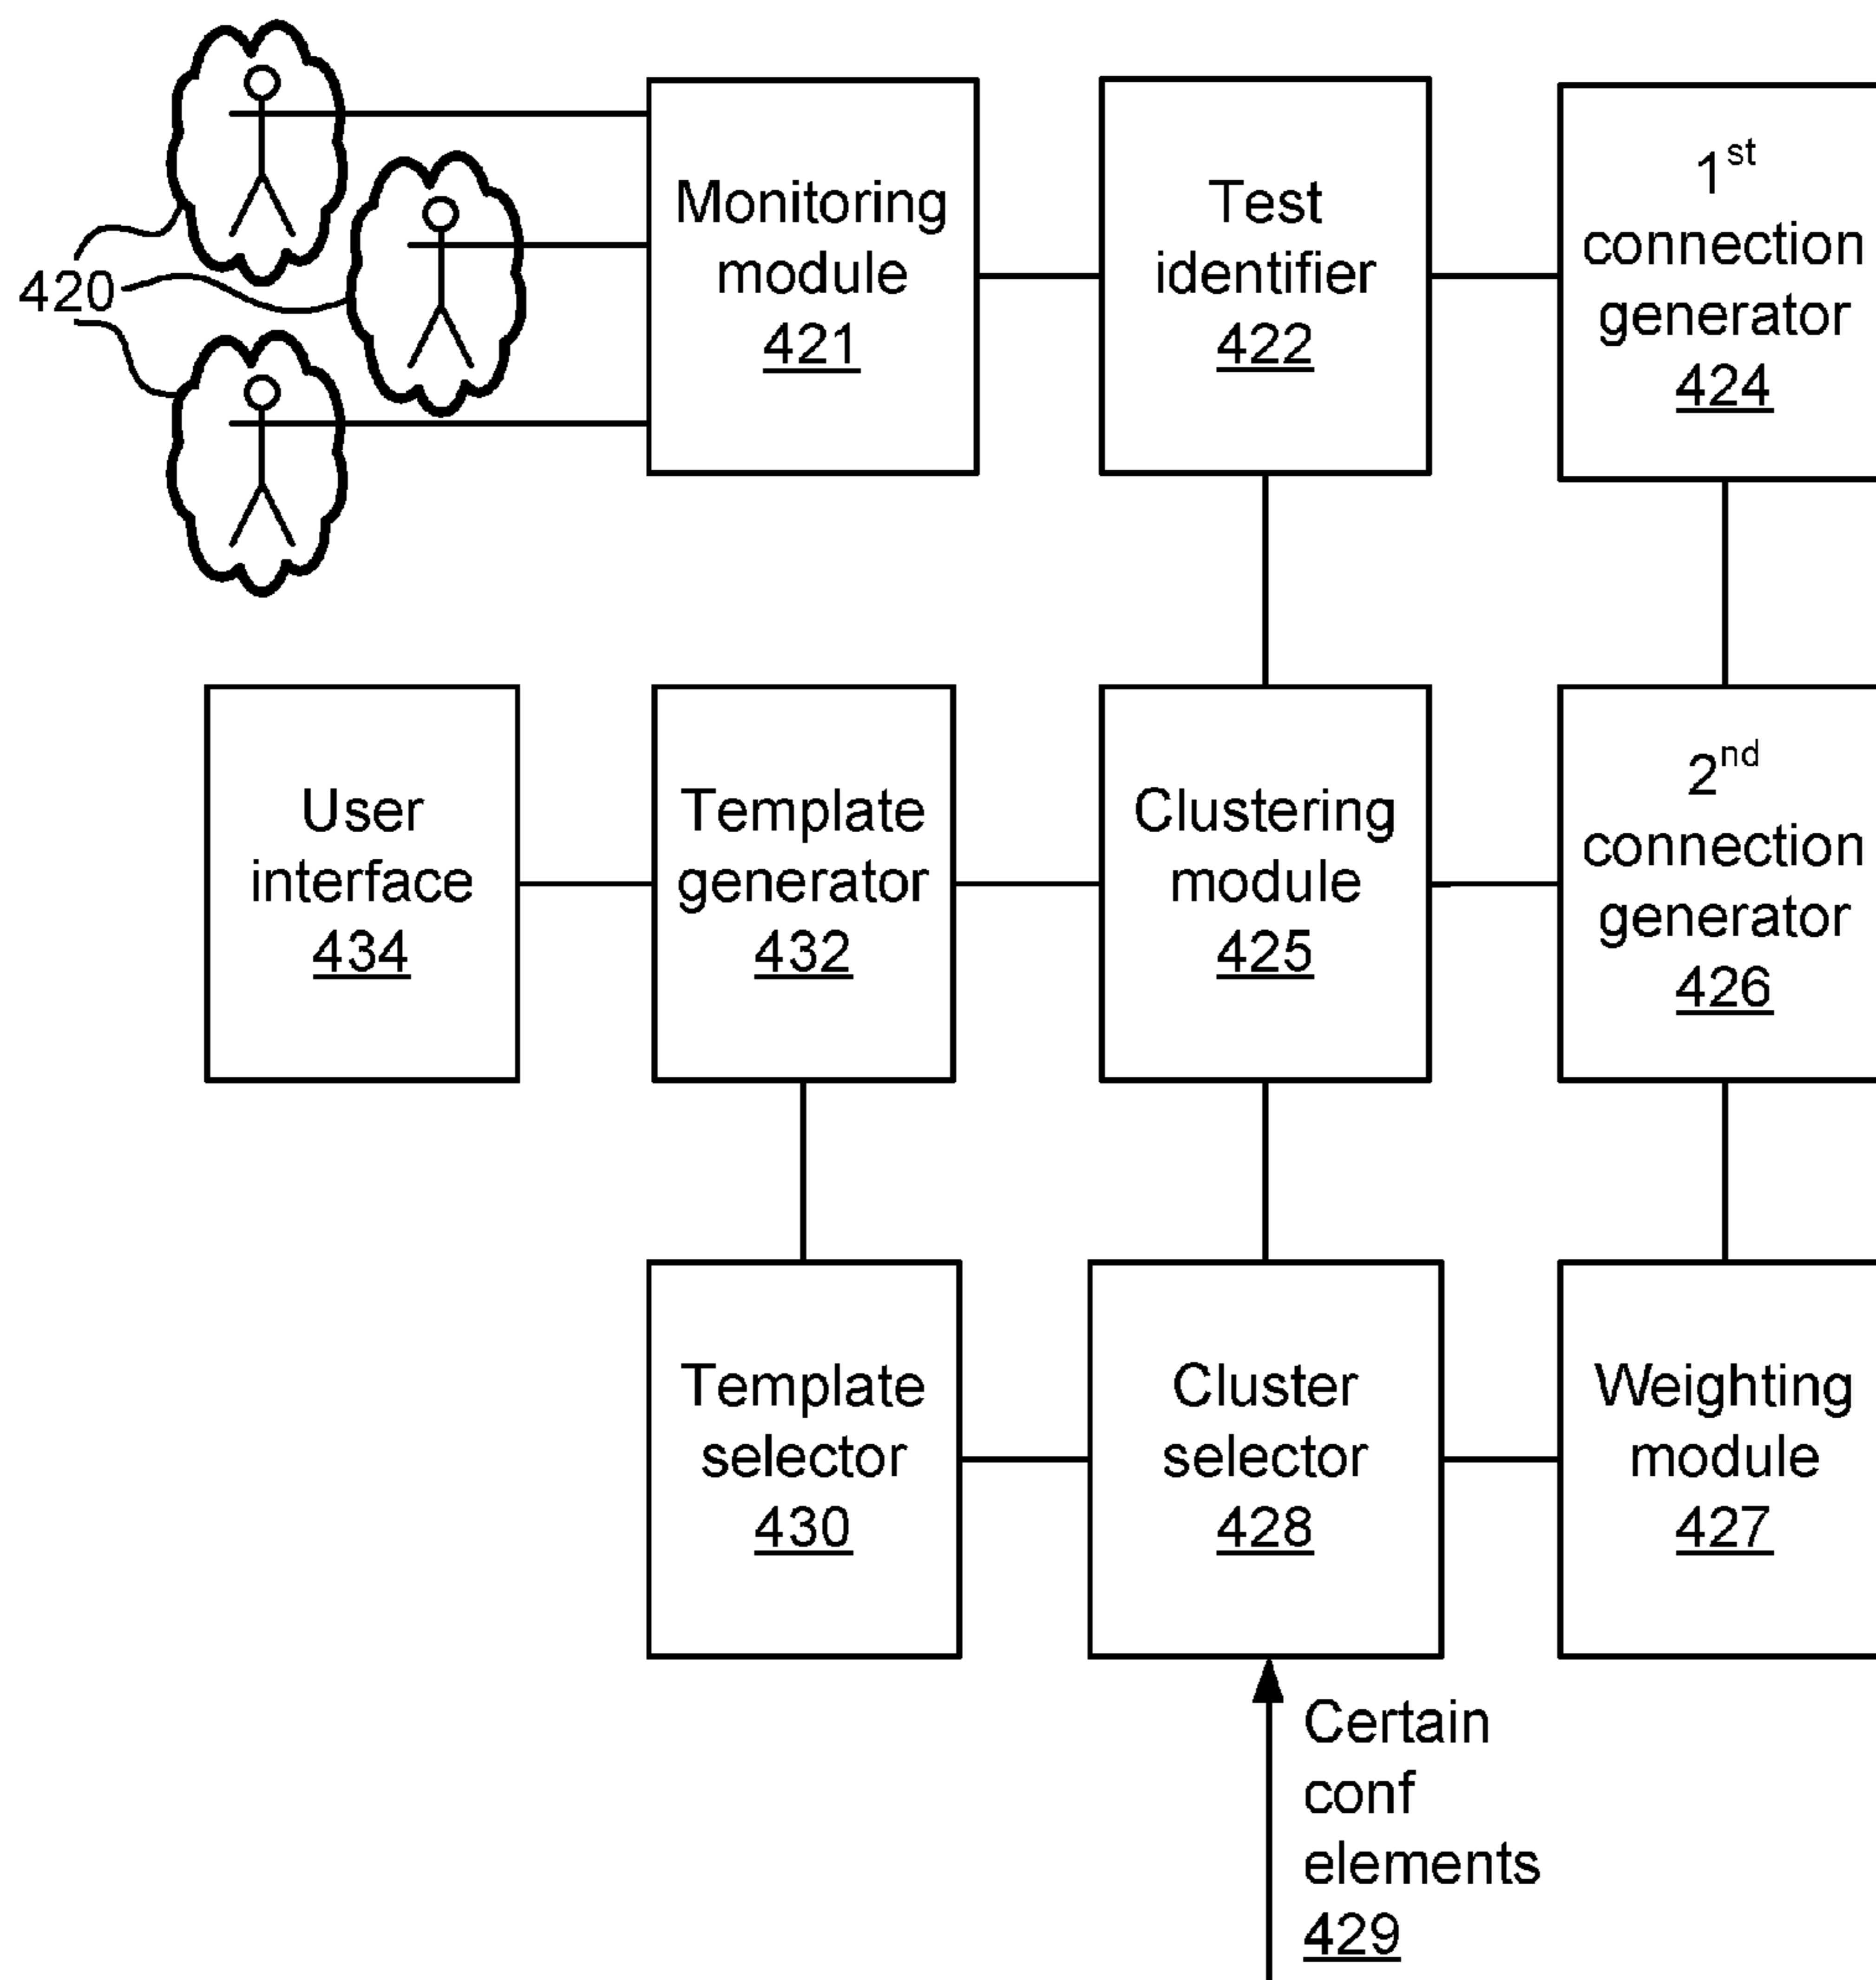 420
Monitoring
module
421
Test
identifier
422
1st
connection
generator
424
User
interface
434
Template
generator
432
Clustering
module
425
2nd
connection
generator
426
Template
selector
430
Cluster
selector
428
Weighting
module
427
Certain
conf
elements
429